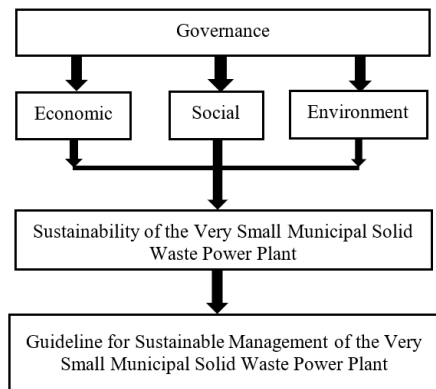 Governance
Economic
Social
Environment
Sustainability of the Very Small Municipal Solid
Waste Power Plant
Guideline for Sustainable Management of the Very
Small Municipal Solid Waste Power Plant